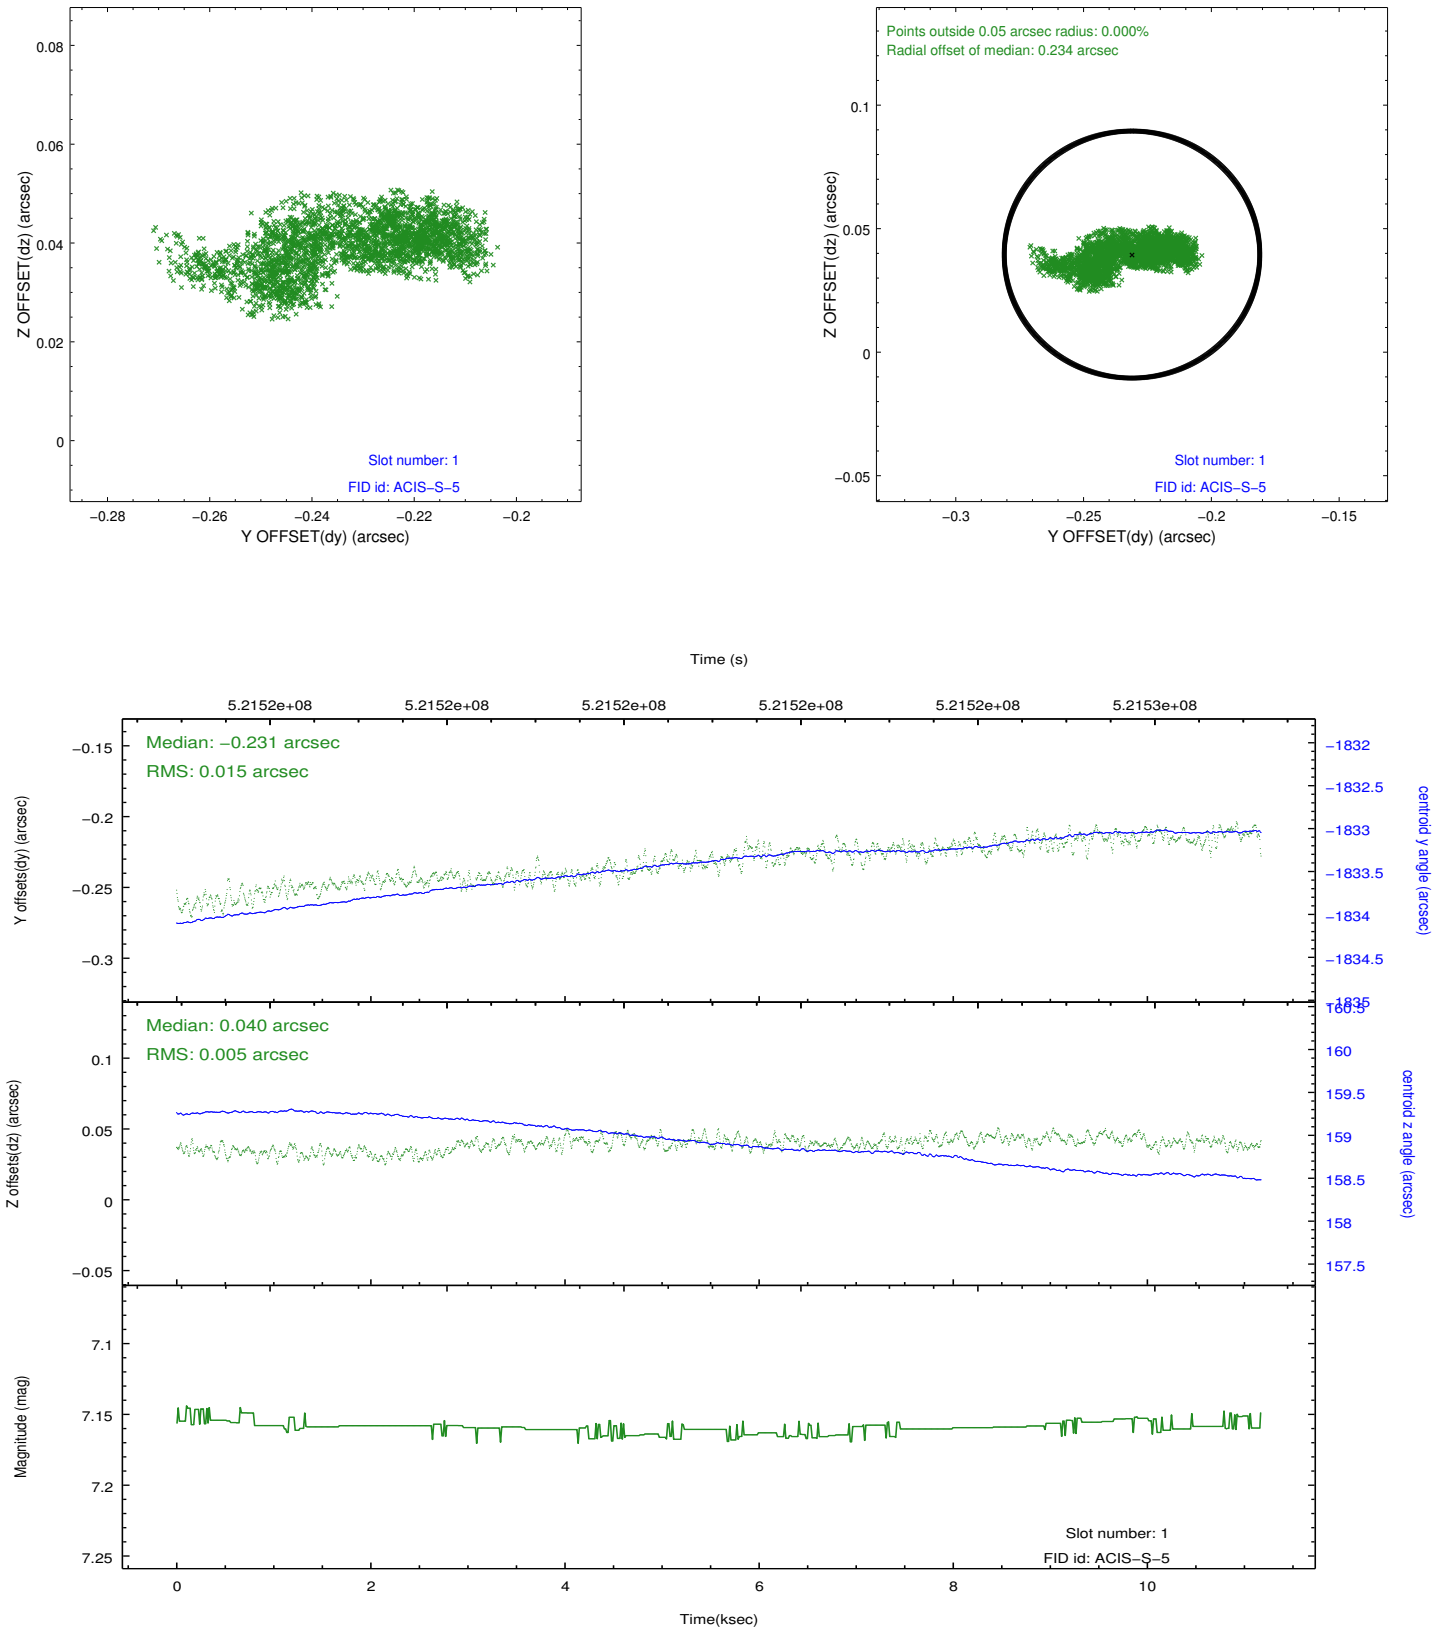 0.08
0.06
0.04
0.02
0
Z OFFSET(dz) (arcsec)
Slot number: 1
FID id: ACIS−S−5
−0.28
−0.26
−0.24
−0.22
−0.2
Y OFFSET(dy) (arcsec)
Points outside 0.05 arcsec radius: 0.000%
Radial offset of median: 0.234 arcsec
0.1
0.05
0
−0.05
Z OFFSET(dz) (arcsec)
Slot number: 1
FID id: ACIS−S−5
−0.3
−0.25
−0.2
−0.15
Y OFFSET(dy) (arcsec)
Time (s)
5.2152e+08
5.2152e+08
5.2152e+08
5.2152e+08
5.2152e+08
5.2153e+08
Median: −0.231 arcsec
RMS: 0.015 arcsec
−0.15
−0.2
−0.25
−0.3
Y offsets(dy) (arcsec)
−1832
−1832.5
−1833
−1833.5
−1834
−1834.5
−1835
centroid y angle (arcsec)
Median: 0.040 arcsec
RMS: 0.005 arcsec
0.1
0.05
0
−0.05
Z offsets(dz) (arcsec)
160.5
160
159.5
159
158.5
158
157.5
centroid z angle (arcsec)
7.1
7.15
7.2
7.25
Magnitude (mag)
Slot number: 1
FID id: ACIS−S−5
0
2
4
6
8
10
Time(ksec)